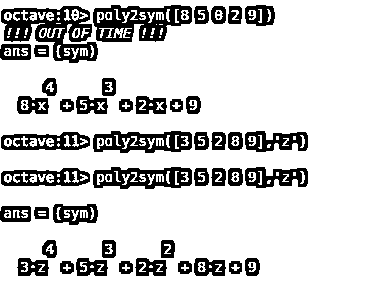 octave:10> poly2sym([8 5 0 2 9])
!!! OUT OF TIME !!!
ans = (sym)
4 3
8⋅x + 5⋅x + 2⋅x + 9
octave:11> poly2sym([3 5 2 8 9],'z')
octave:11> poly2sym([3 5 2 8 9],'z')
ans = (sym)
4 3 2
3⋅z + 5⋅z + 2⋅z + 8⋅z + 9